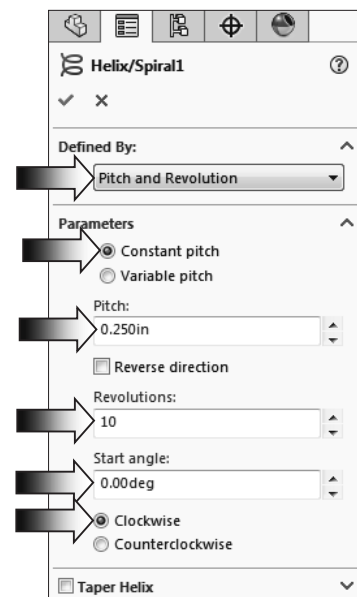 Helix/Spiral1
Defined By:
Pitch and Revolution
Parameters
Constant pitch
Variable pitch
Pitch:
0.250in
Reverse direction
Revolutions:
10
Start angle:
0.00deg
Clockwise
Counterclockwise
Taper Helix